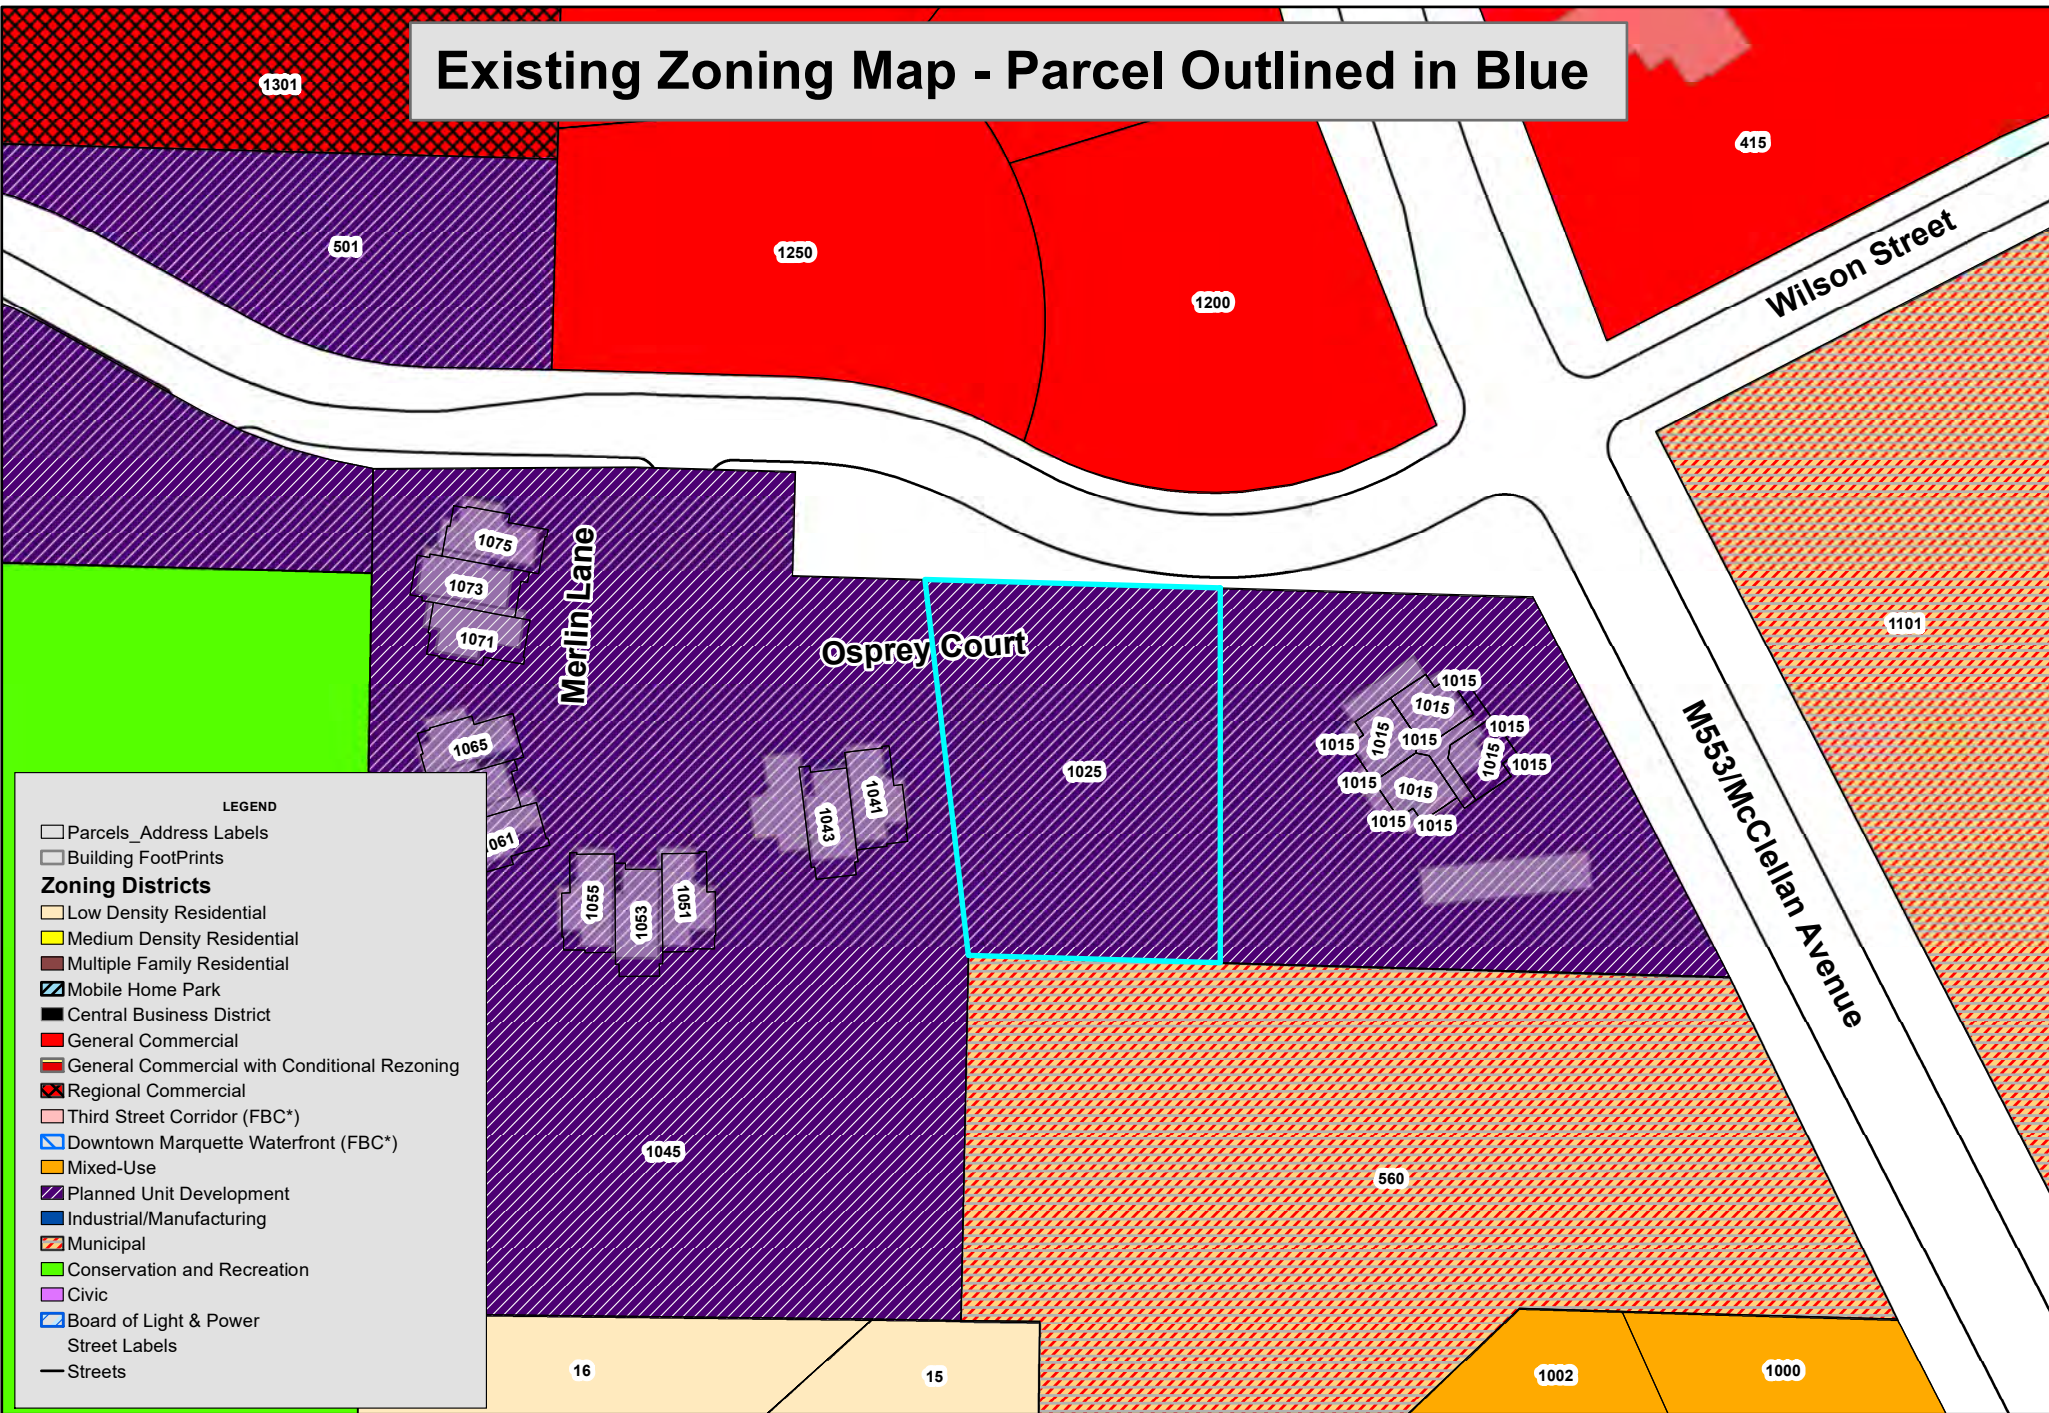 Existing Zoning Map - Parcel Outlined in Blue
1301
415
501
1250
1200
Wilson Street
1101
1075
1073
1071
Merlin Lane
Osprey Court
1025
1065
1061
1041
1043
1055
1053
1051
1015
1015
1015
1015
1015
1015
1015
1015
1015
1015
1015
1015
M553/McClellan Avenue
1045
560
16
15
1002
1000
LEGEND
Parcels_Address Labels
Building FootPrints
Zoning Districts
Low Density Residential
Medium Density Residential
Multiple Family Residential
Mobile Home Park
Central Business District
General Commercial
General Commercial with Conditional Rezoning
Regional Commercial
Third Street Corridor (FBC*)
Downtown Marquette Waterfront (FBC*)
Mixed-Use
Planned Unit Development
Industrial/Manufacturing
Municipal
Conservation and Recreation
Civic
Board of Light & Power
Street Labels
Streets